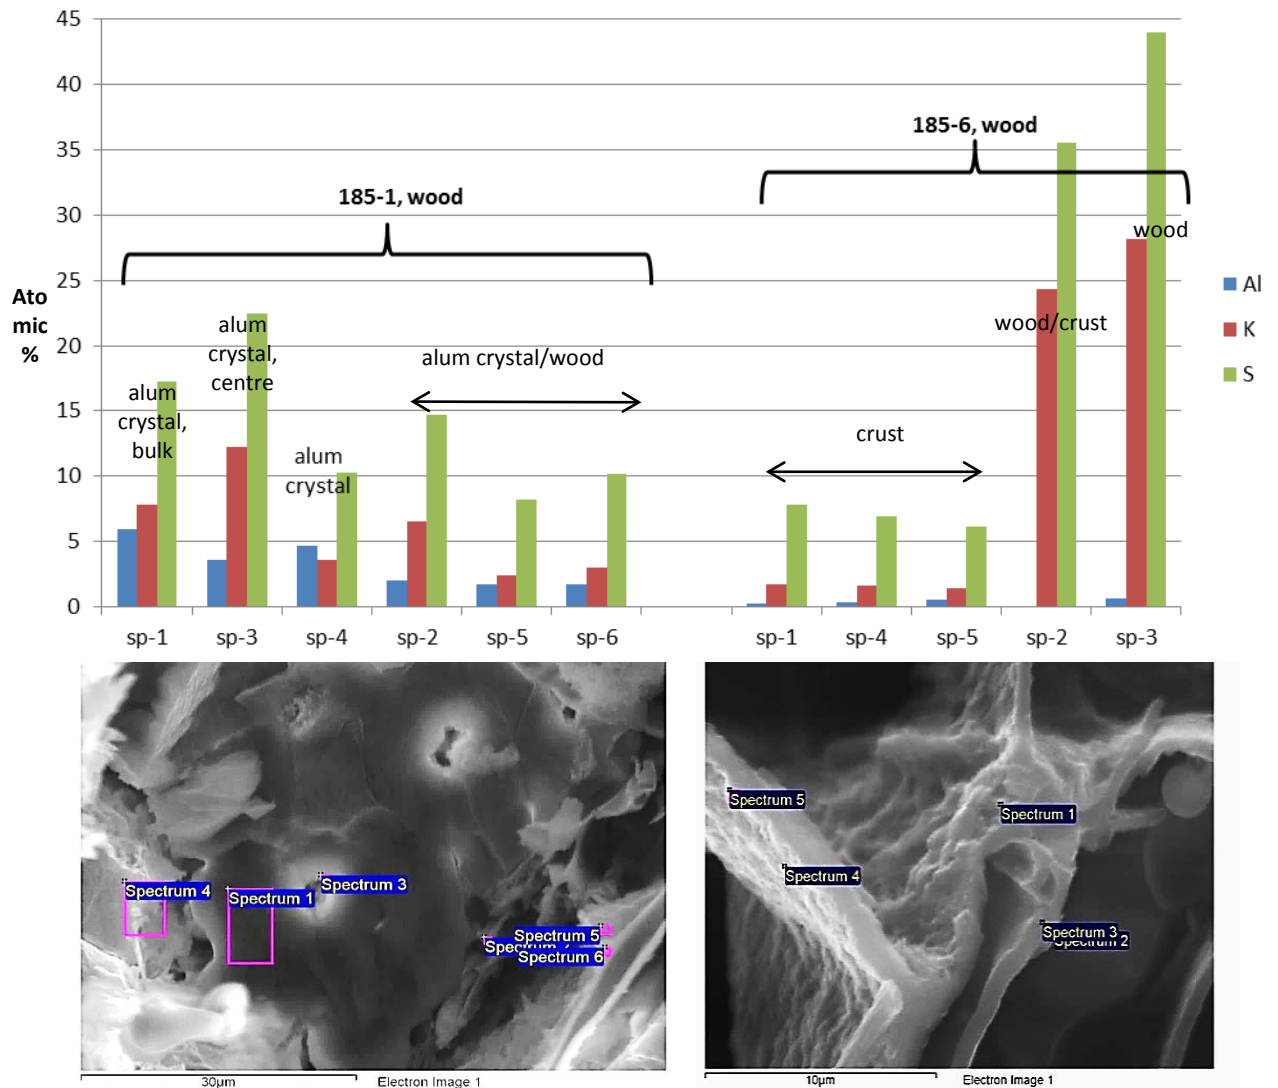 45
40
35
30
25
20
15
10
5
0
Ato
mic
%
185-1, wood
185-6, wood
alum
crystal,
bulk
alum
crystal,
centre
alum
crystal
alum crystal/wood
crust
wood/crust
wood
Al
K
S
sp-1 sp-3 sp-4 sp-2 sp-5 sp-6 sp-1 sp-4 sp-5 sp-2 sp-3
Spectrum 4
Spectrum 1
Spectrum 3
Spectrum 5
Spectrum 6
30µm Electron Image 1
Spectrum 5
Spectrum 1
Spectrum 4
Spectrum 3
Spectrum 2
10µm Electron Image 1